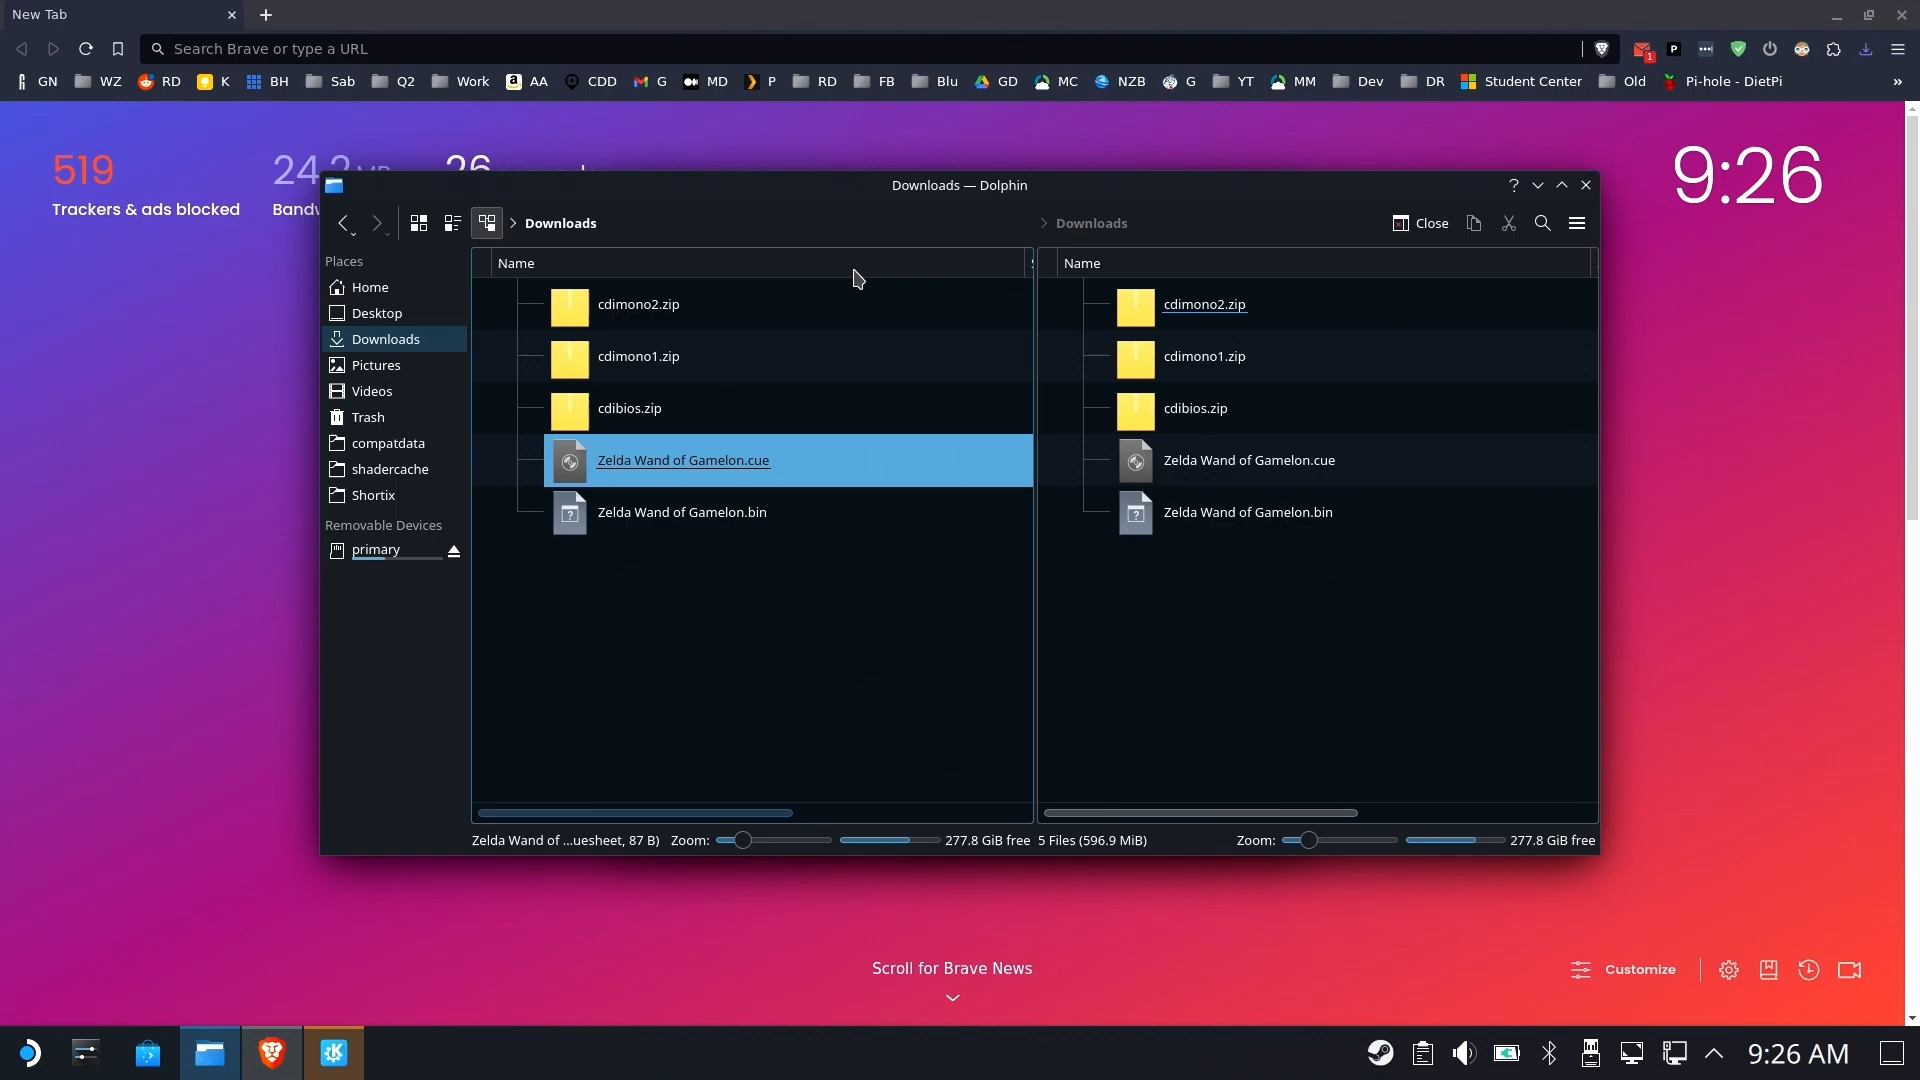 New Tab
Search Brave or type a URL
1
GN WZ RD K BH Sab Q2 Work AA CDD G MD P RD FB Blu GD MC NZB G YT MM Dev DR Student Center Old Pi-hole - DietPi »
519
24.2 MB
26
9:26
Trackers & ads blocked
Downloads — Dolphin
Downloads
Downloads
Close
Places
Home
Desktop
Downloads
Pictures
Videos
Trash
compatdata
shadercache
Shortix
Removable Devices
primary
Name
cdimono2.zip
cdimono1.zip
cdibios.zip
Zelda Wand of Gamelon.cue
Zelda Wand of Gamelon.bin
Name
cdimono2.zip
cdimono1.zip
cdibios.zip
Zelda Wand of Gamelon.cue
Zelda Wand of Gamelon.bin
Zelda Wand of ...uesheet, 87 B) Zoom: 277.8 GiB free
5 Files (596.9 MiB) Zoom: 277.8 GiB free
Scroll for Brave News
Customize
9:26 AM